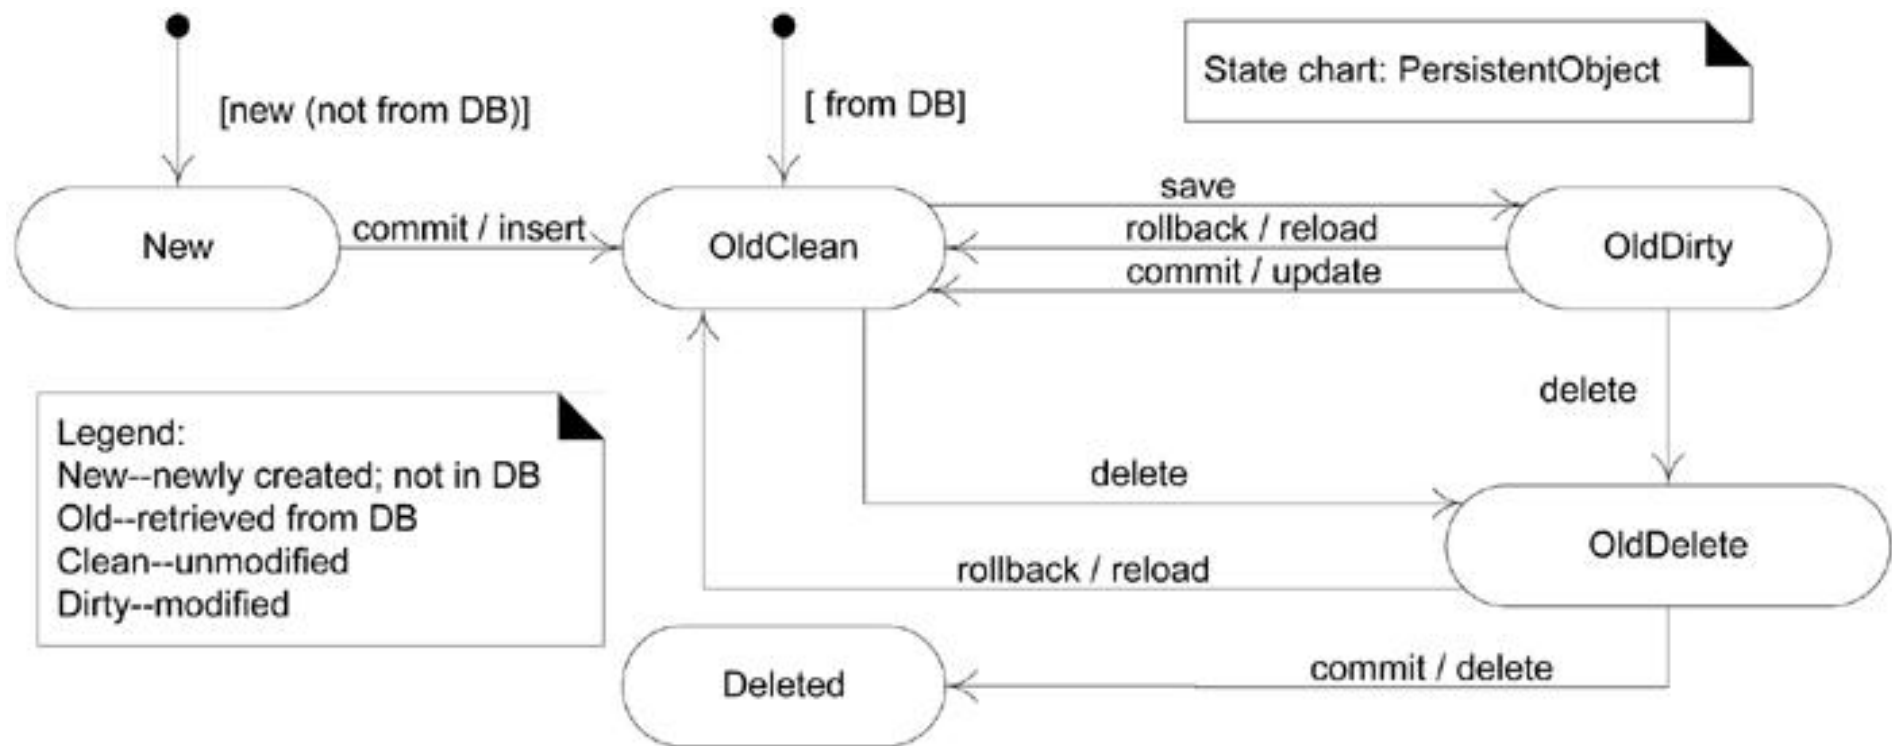 [new (not from DB)]
[ from DB]
State chart: PersistentObject
New
commit / insert
OldClean
save
rollback / reload
commit / update
OldDirty
delete
Legend:
New--newly created; not in DB
Old--retrieved from DB
Clean--unmodified
Dirty--modified
delete
OldDelete
rollback / reload
Deleted
commit / delete